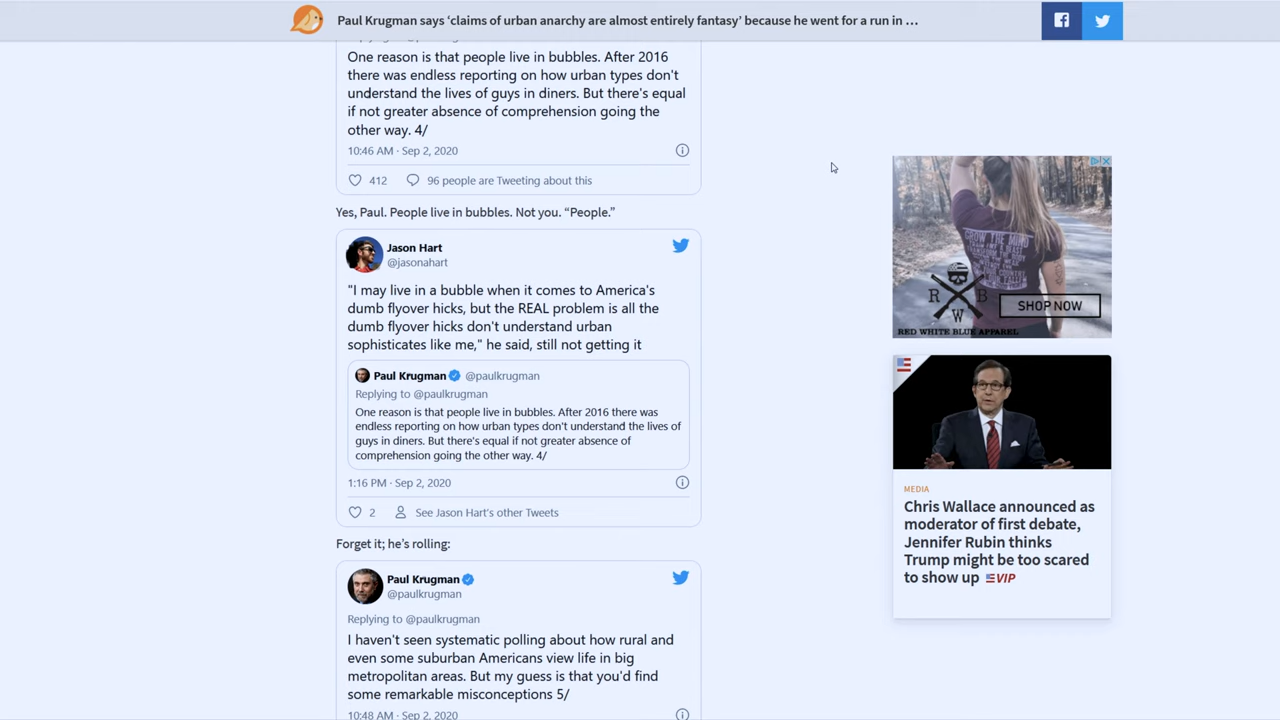 Paul Krugman says ‘claims of urban anarchy are almost entirely fantasy’ because he went for a run in …
One reason is that people live in bubbles. After 2016
there was endless reporting on how urban types don't
understand the lives of guys in diners. But there's equal
if not greater absence of comprehension going the
other way. 4/
10:46 AM · Sep 2, 2020
412
96 people are Tweeting about this
Yes, Paul. People live in bubbles. Not you. “People.”
Jason Hart
@jasonahart
"I may live in a bubble when it comes to America's
dumb flyover hicks, but the REAL problem is all the
dumb flyover hicks don't understand urban
sophisticates like me," he said, still not getting it
Paul Krugman @paulkrugman
Replying to @paulkrugman
One reason is that people live in bubbles. After 2016 there was
endless reporting on how urban types don't understand the lives of
guys in diners. But there's equal if not greater absence of
comprehension going the other way. 4/
1:16 PM · Sep 2, 2020
2
See Jason Hart's other Tweets
Forget it; he’s rolling:
Paul Krugman
@paulkrugman
Replying to @paulkrugman
I haven't seen systematic polling about how rural and
even some suburban Americans view life in big
metropolitan areas. But my guess is that you'd find
some remarkable misconceptions 5/
10:48 AM · Sep 2, 2020
GROW THE MIND
R B
W
SHOP NOW
RED WHITE BLUE APPAREL
MEDIA
Chris Wallace announced as
moderator of first debate,
Jennifer Rubin thinks
Trump might be too scared
to show up VIP